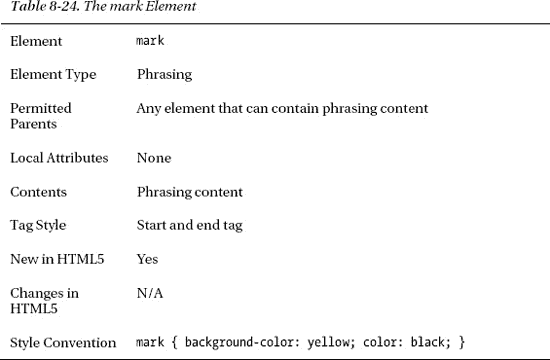 Table 8-24. The mark Element
Element mark
Element Type Phrasing
Permitted Any element that can contain phrasing content
Parents
Local Attributes None
Contents Phrasing content
Tag Style Start and end tag
New in HTML5 Yes
Changes in N/A
HTML5
Style Convention mark { background-color: yellow; color: black; }